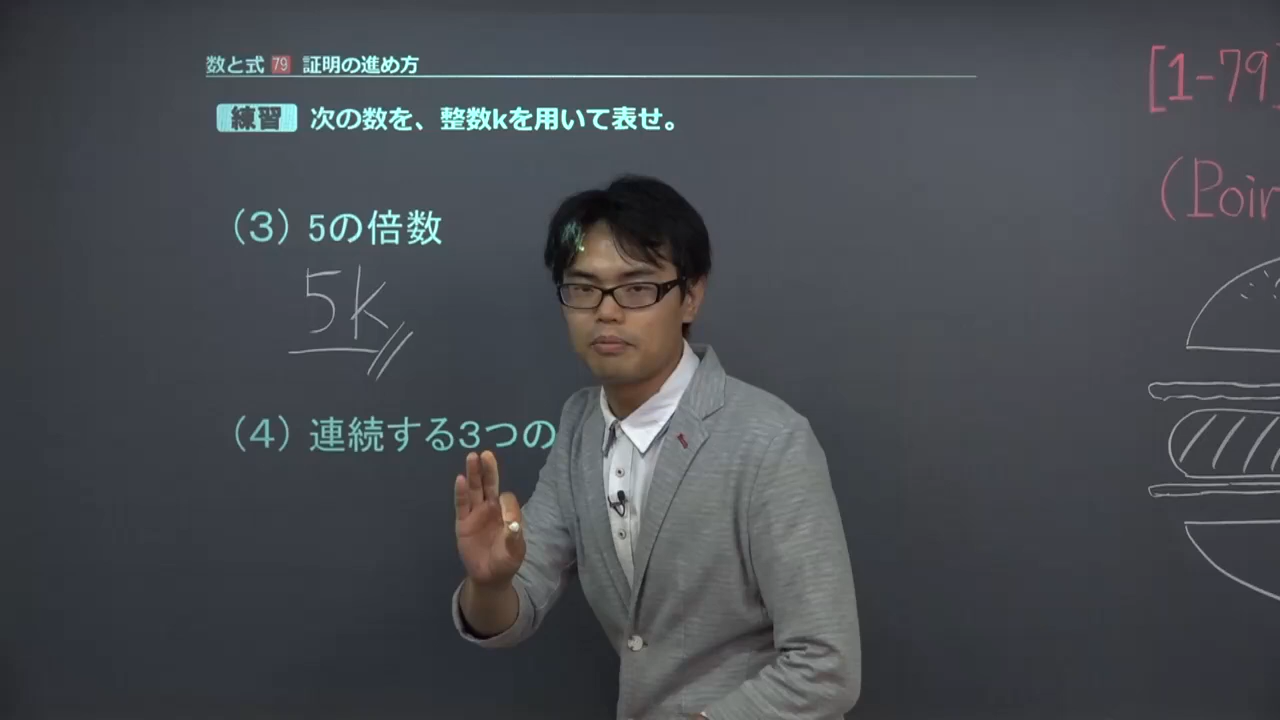 数と式 79 証明の進め方
練習 次の数を、整数kを用いて表せ。
(3) 5の倍数
5k
(4) 連続する3つの
[1-79]
(Poin